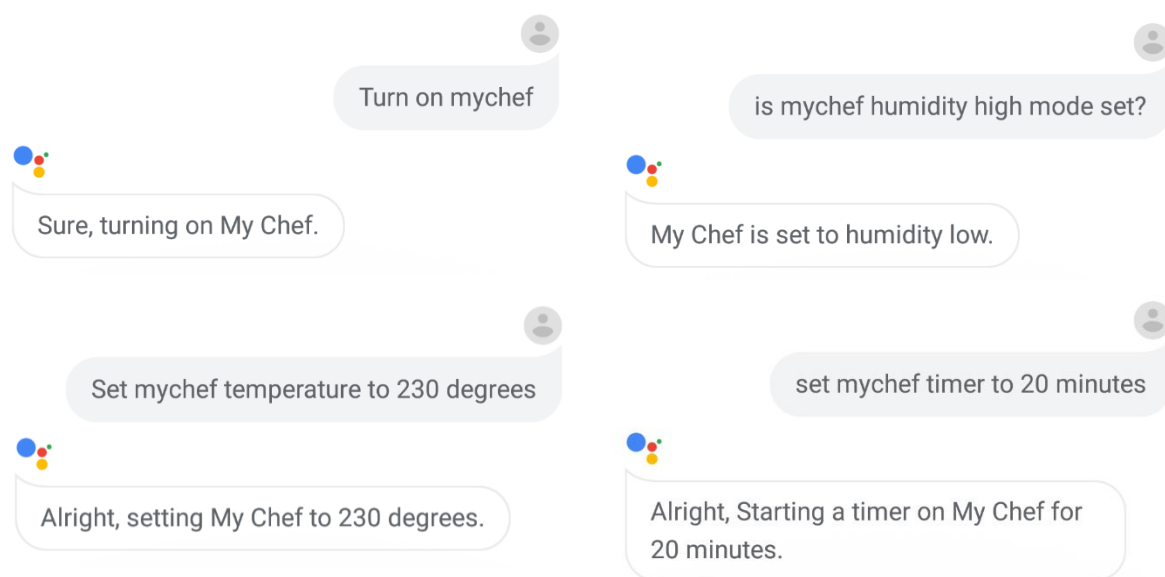 Turn on mychef
Sure, turning on My Chef.
Set mychef temperature to 230 degrees
Alright, setting My Chef to 230 degrees.
is mychef humidity high mode set?
My Chef is set to humidity low.
set mychef timer to 20 minutes
Alright, Starting a timer on My Chef for
20 minutes.